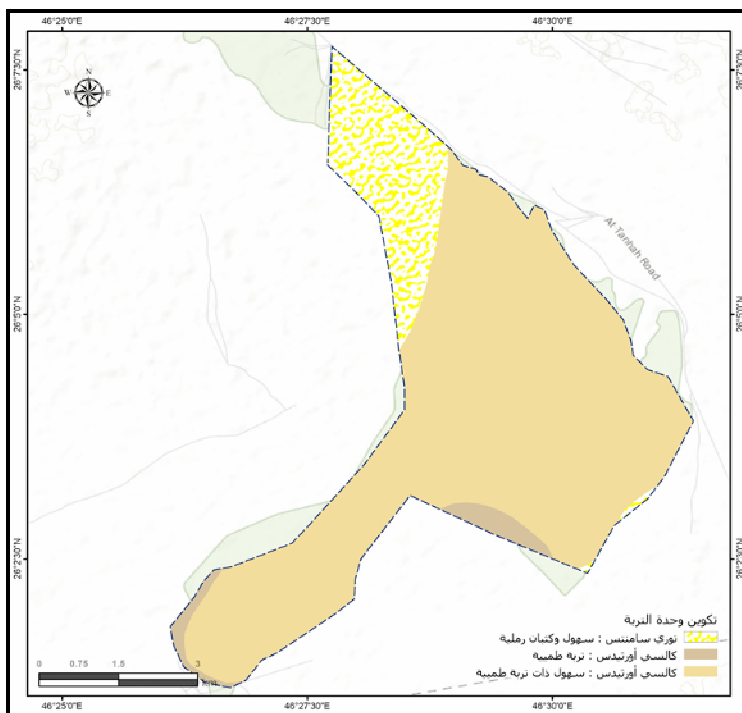 46°25'0"E 46°27'30"E 46°30'0"E
26°7'30"N 26°7'30"N
N
W E
S
At Tarihah Road
26°5'0"N 26°5'0"N
26°2'30"N 26°2'30"N
تكوين وحدة التربة
توري سامنتس : سهول وكثبان رملية
كالسي أورثيدس : تربة طميية
كالسي أورثيدس : سهول ذات تربة طميية
0 0.75 1.5 3
46°25'0"E 46°27'30"E 46°30'0"E